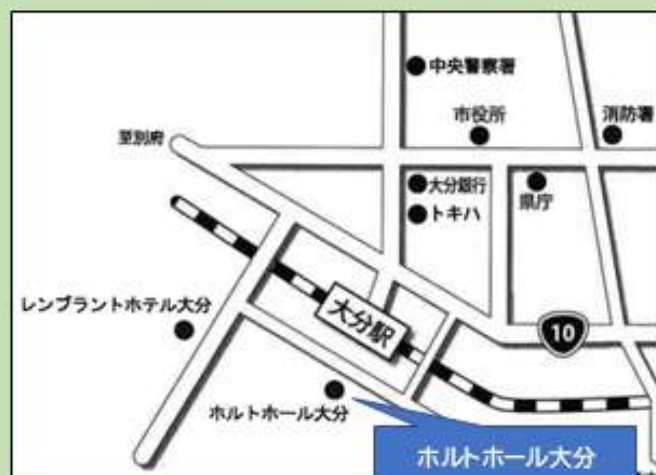 中央警察署
市役所
消防署
至別府
大分銀行
トキハ
県庁
レンブラントホテル大分
大分駅
10
ホルトホール大分
ホルトホール大分